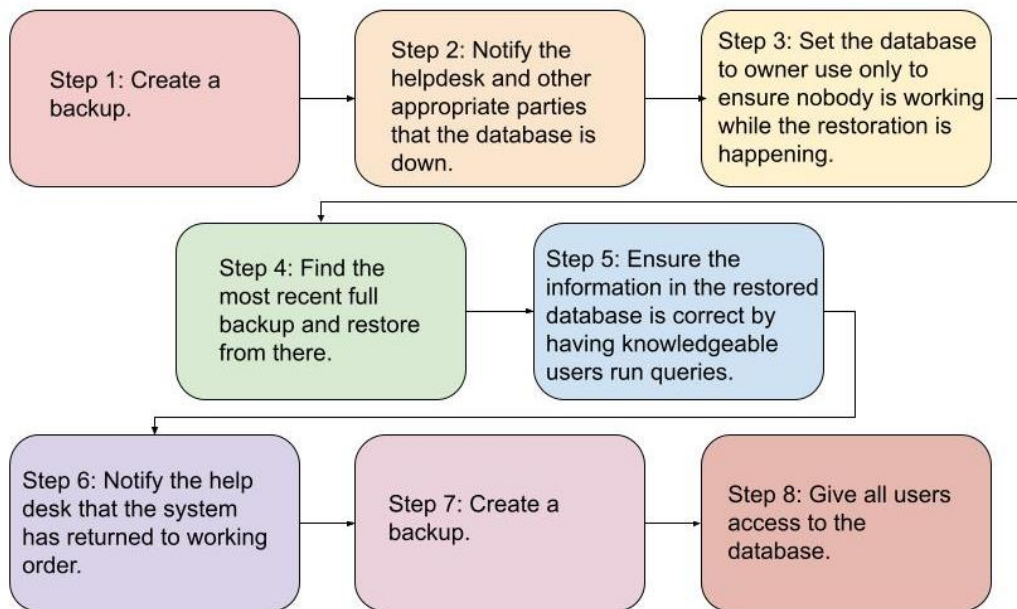 Step 1: Create a
backup.
Step 2: Notify the
helpdesk and other
appropriate parties
that the database is
down.
Step 3: Set the database
to owner use only to
ensure nobody is working
while the restoration is
happening.
Step 4: Find the
most recent full
backup and restore
from there.
Step 5: Ensure the
information in the restored
database is correct by
having knowledgeable
users run queries.
Step 6: Notify the help
desk that the system
has returned to working
order.
Step 7: Create a
backup.
Step 8: Give all users
access to the
database.